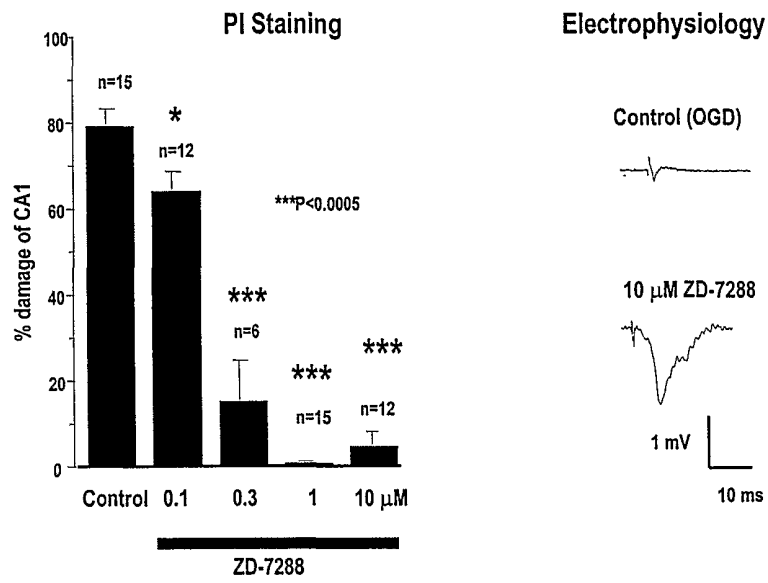 PI Staining
Electrophysiology
100
80
60
40
20
0
% damage of CA1
n=15
*
n=12
***P<0.0005
***
n=6
***
n=15
***
n=12
Control 0.1 0.3 1 10 µM
ZD-7288
Control (OGD)
10 µM ZD-7288
1 mV
10 ms